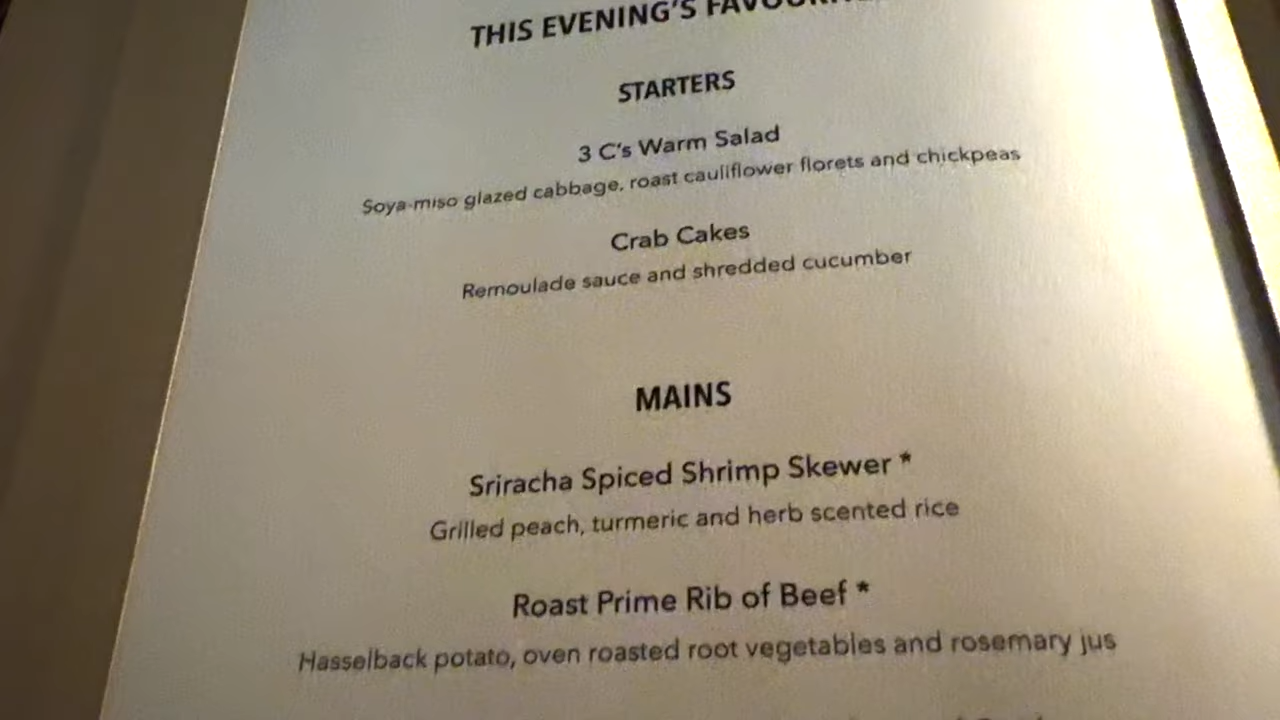 THIS EVENING'S
STARTERS
3 C's Warm Salad
Soya-miso glazed cabbage, roast cauliflower florets and chickpeas
Crab Cakes
Remoulade sauce and shredded cucumber
MAINS
Sriracha Spiced Shrimp Skewer *
Grilled peach, turmeric and herb scented rice
Roast Prime Rib of Beef *
Hasselback potato, oven roasted root vegetables and rosemary jus